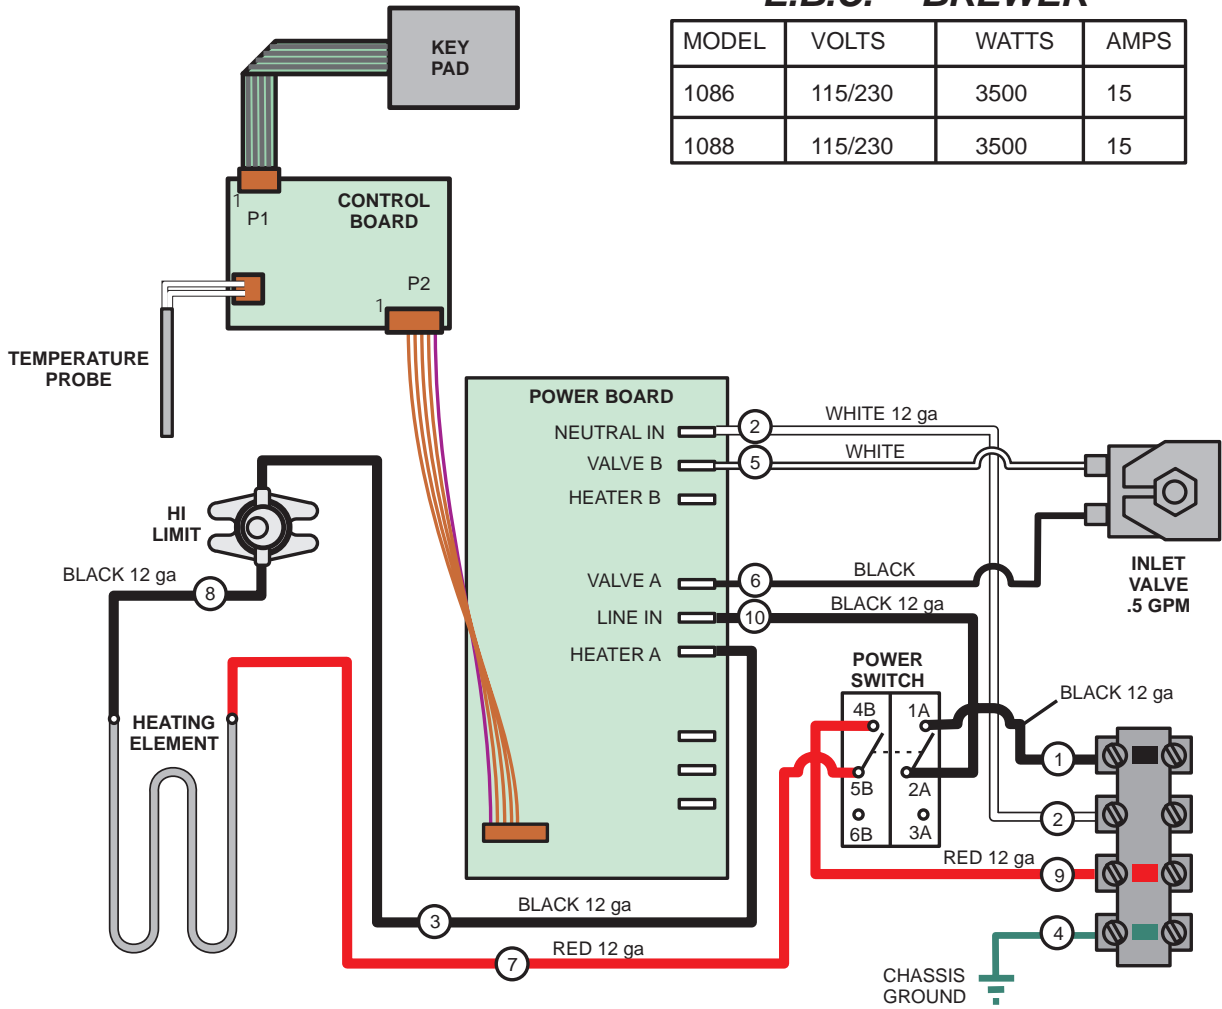 MODEL VOLTS WATTS AMPS
1086 115/230 3500 15
1088 115/230 3500 15
KEY
PAD
1
P1
CONTROL
BOARD
P2
1
TEMPERATURE
PROBE
POWER BOARD
NEUTRAL IN
VALVE B
HEATER B
VALVE A
LINE IN
HEATER A
2
WHITE 12 ga
5
WHITE
6
BLACK
10
BLACK 12 ga
INLET
VALVE
.5 GPM
HI
LIMIT
BLACK 12 ga
8
HEATING
ELEMENT
POWER
SWITCH
4B 1A
5B 2A
6B 3A
BLACK 12 ga
1
2
RED 12 ga
9
4
CHASSIS
GROUND
BLACK 12 ga
3
RED 12 ga
7